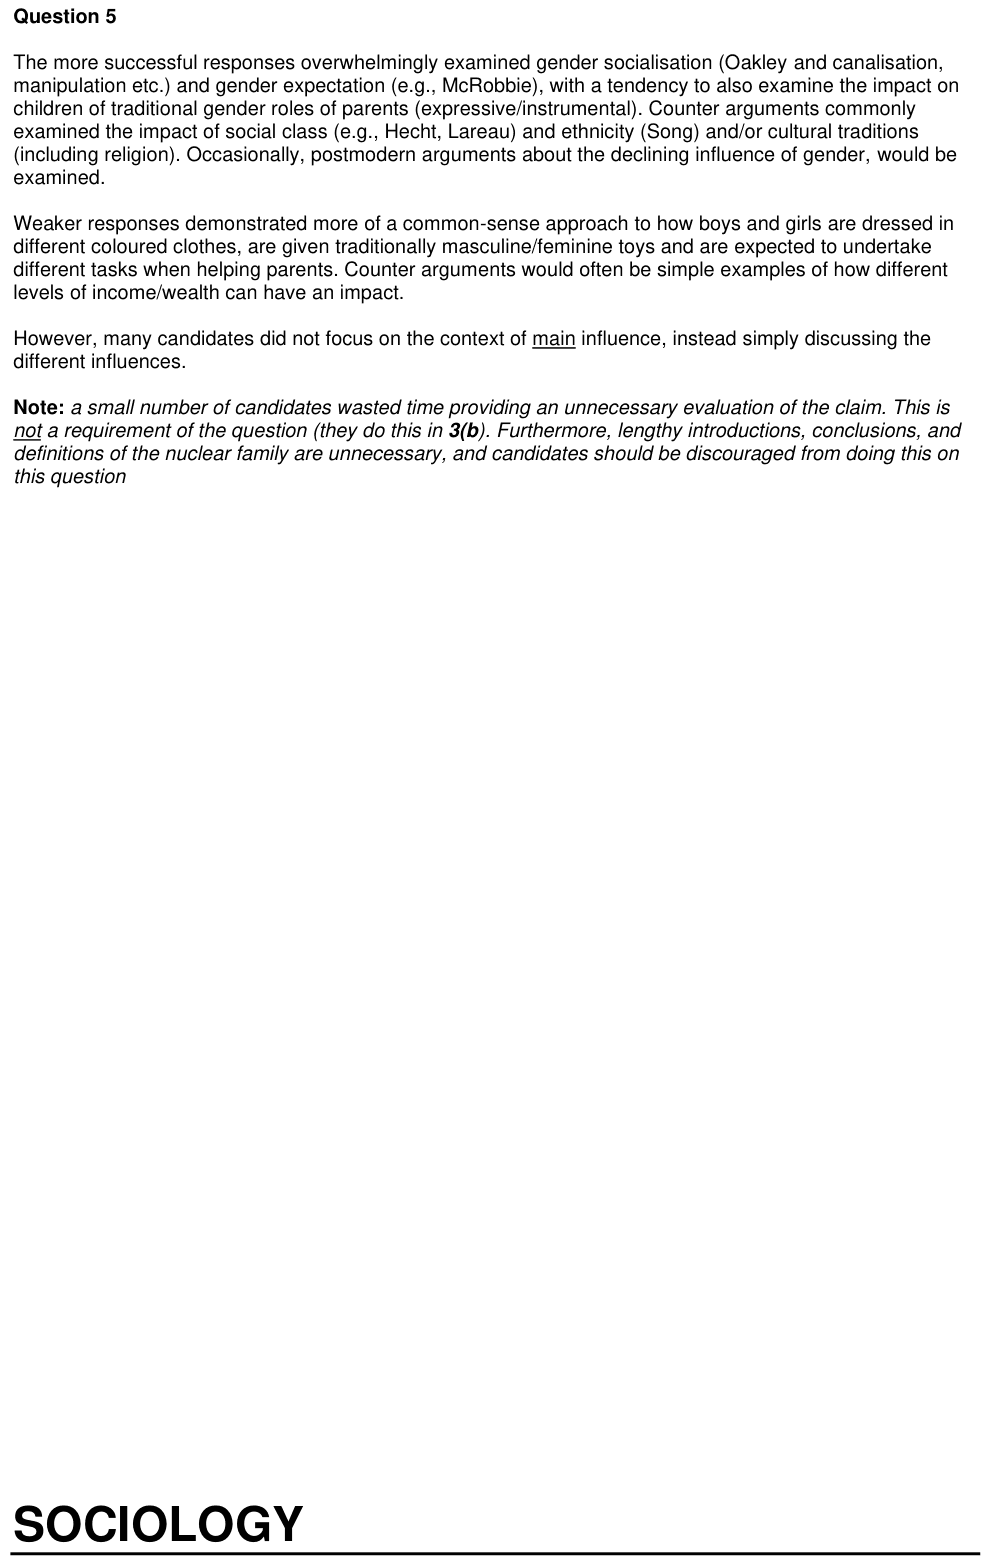 Question 5
The more successful responses overwhelmingly examined gender socialisation (Oakley and canalisation,
manipulation etc.) and gender expectation (e.g., McRobbie), with a tendency to also examine the impact on
children of traditional gender roles of parents (expressive/instrumental). Counter arguments commonly
examined the impact of social class (e.g., Hecht, Lareau) and ethnicity (Song) and/or cultural traditions
(including religion). Occasionally, postmodern arguments about the declining influence of gender, would be
examined.
Weaker responses demonstrated more of a common-sense approach to how boys and girls are dressed in
different coloured clothes, are given traditionally masculine/feminine toys and are expected to undertake
different tasks when helping parents. Counter arguments would often be simple examples of how different
levels of income/wealth can have an impact.
However, many candidates did not focus on the context of main influence, instead simply discussing the
different influences.
Note: a small number of candidates wasted time providing an unnecessary evaluation of the claim. This is
not a requirement of the question (they do this in 3(b). Furthermore, lengthy introductions, conclusions, and
definitions of the nuclear family are unnecessary, and candidates should be discouraged from doing this on
this question
SOCIOLOGY